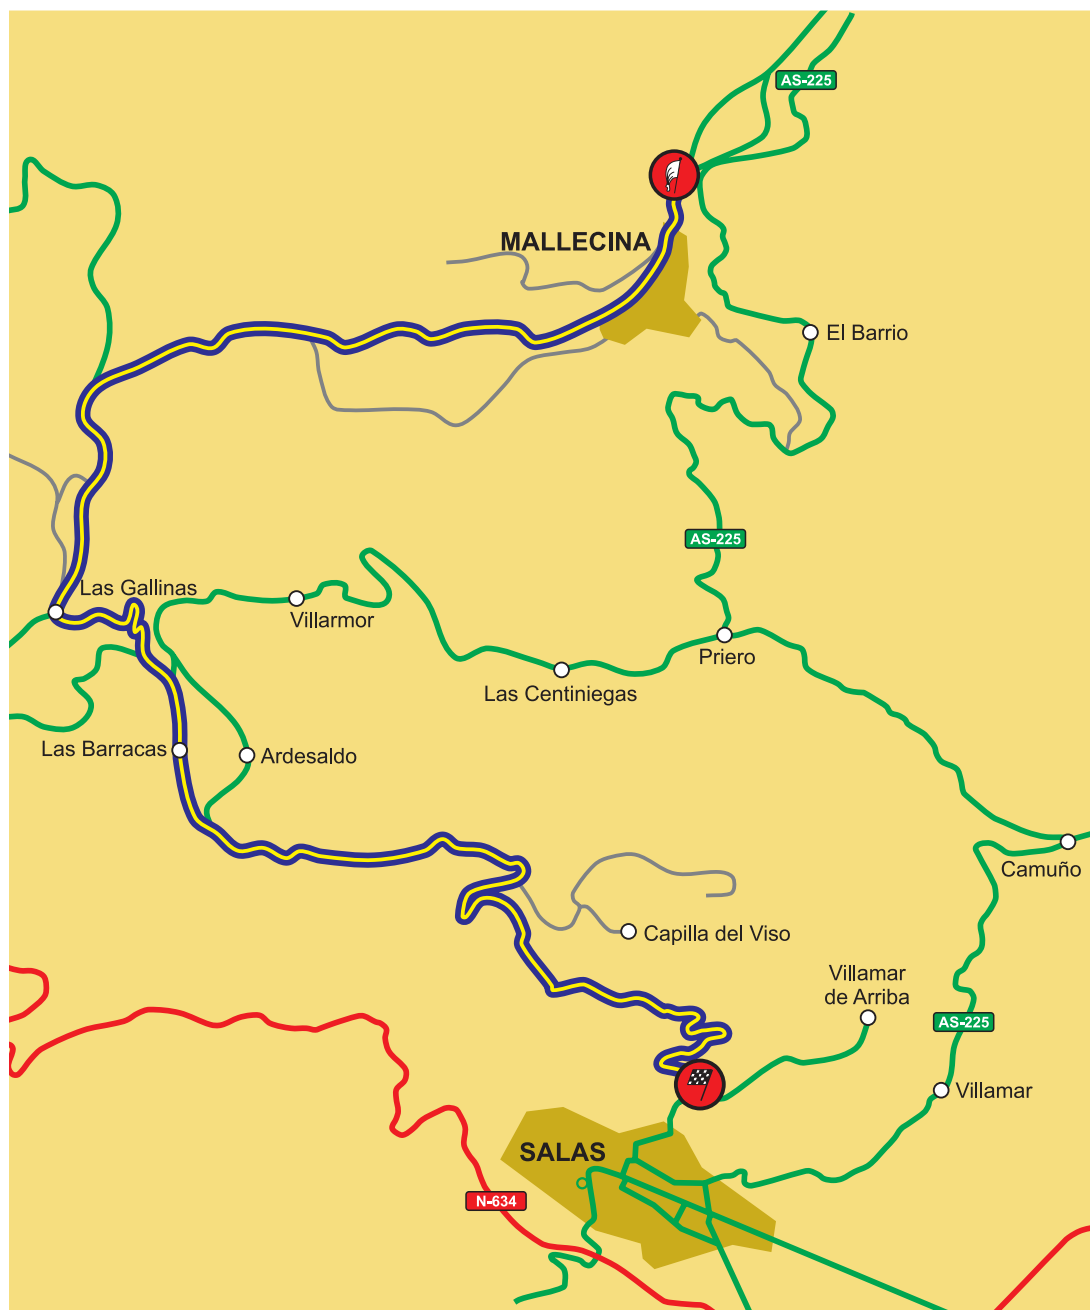 AS-225
MALLECINA
El Barrio
AS-225
Las Gallinas
Villarmor
Priero
Las Centiniegas
Las Barracas
Ardesaldo
Camuño
Capilla del Viso
Villamar
de Arriba
AS-225
Villamar
SALAS
N-634